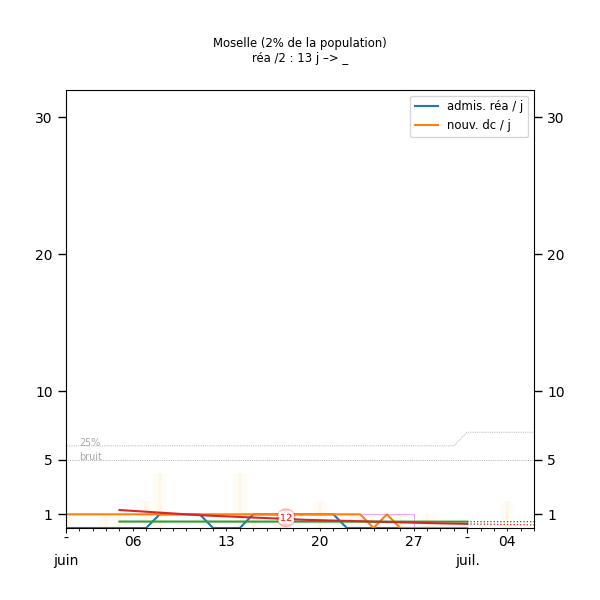 Moselle (2% de la population)
réa /2 : 13 j –> _
admis. réa / j
nouv. dc / j
30 30
20 20
10 10
25%
bruit
5 5
12
1 1
- 06 13 20 27 - 04
juin juil.